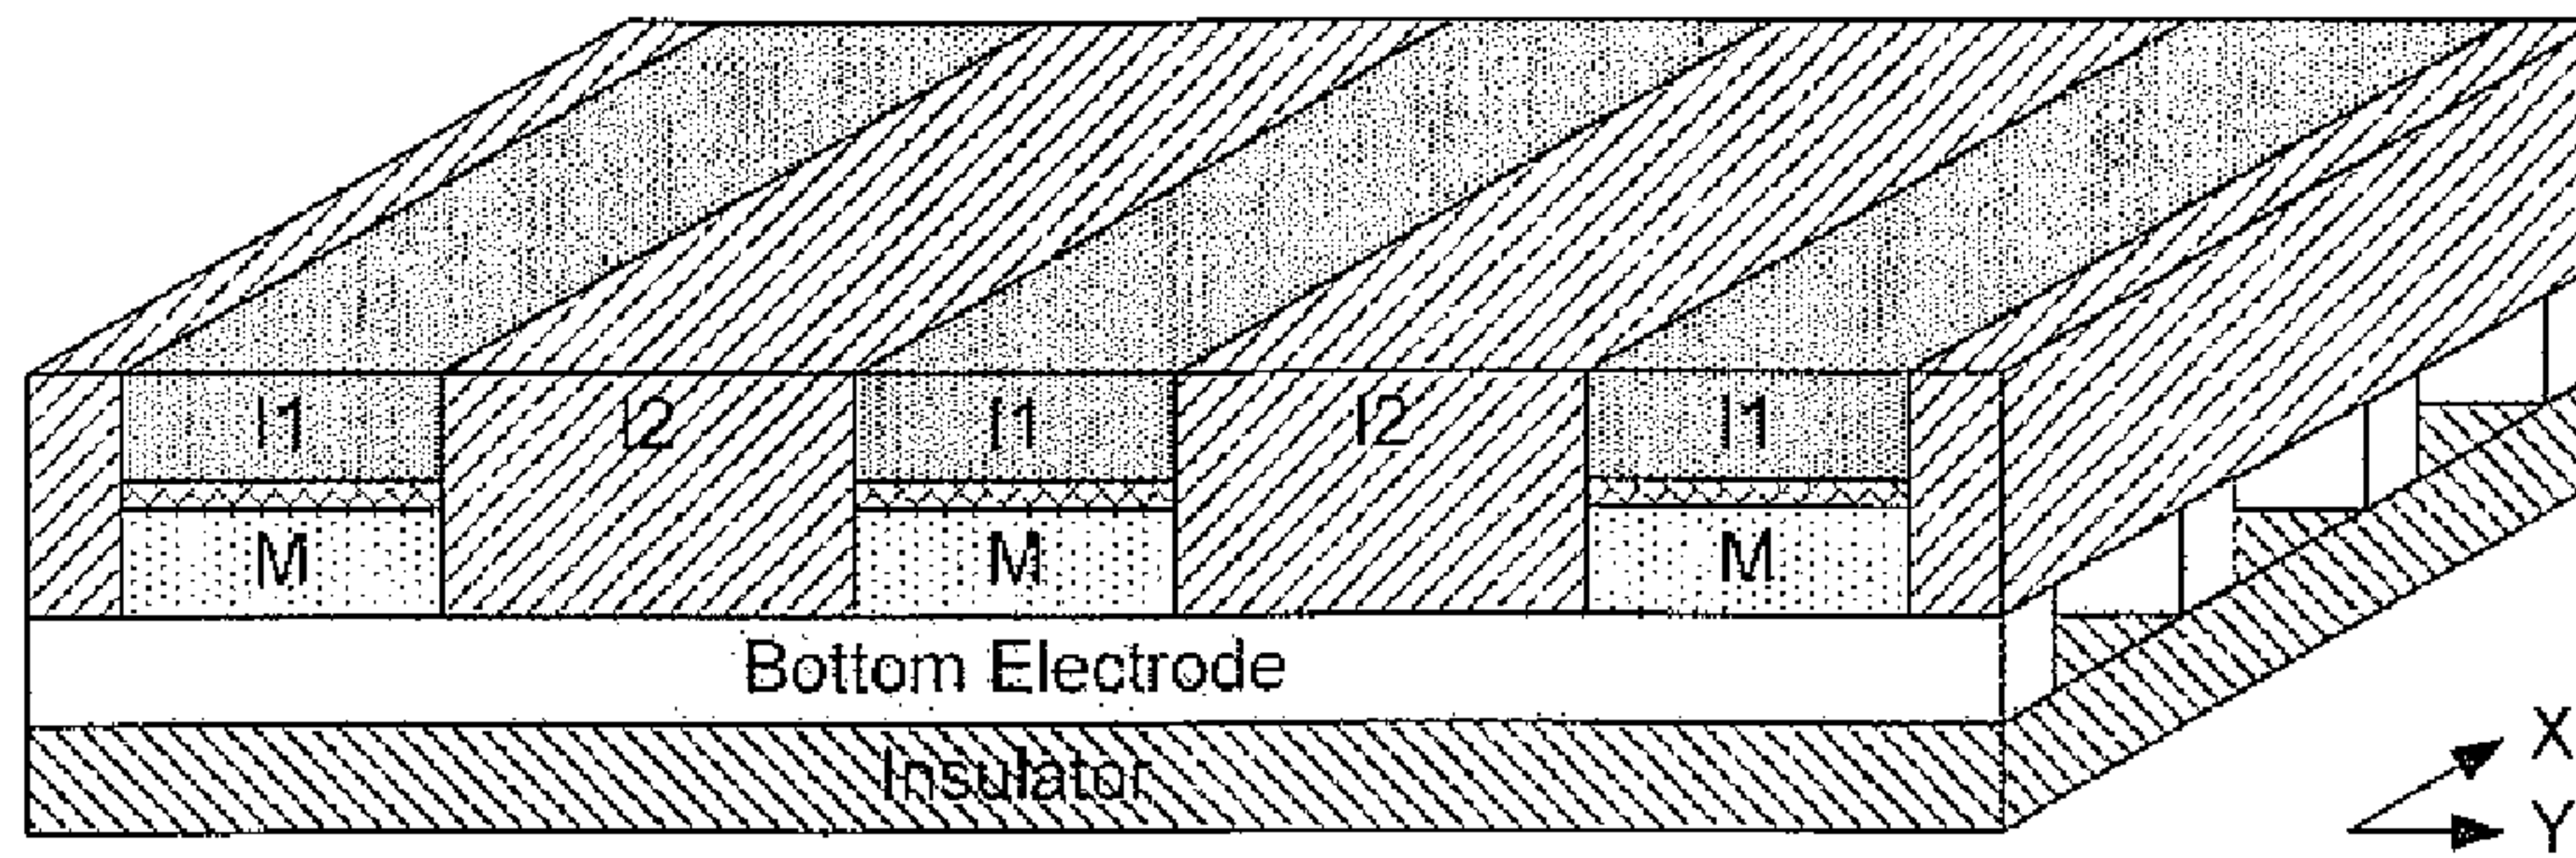 I1 I2 I1 I2 I1
M M M
Bottom Electrode
Insulator
X
Y